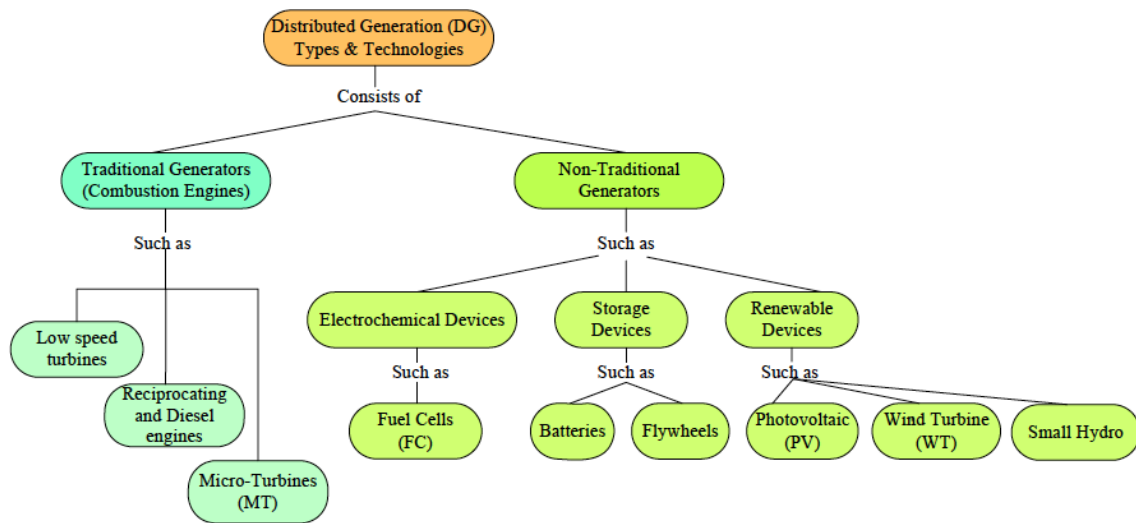 Distributed Generation (DG)
Types & Technologies
Consists of
Traditional Generators
(Combustion Engines)
Non-Traditional
Generators
Such as
Such as
Low speed
turbines
Reciprocating
and Diesel
engines
Micro-Turbines
(MT)
Electrochemical Devices
Storage
Devices
Renewable
Devices
Such as
Such as
Such as
Fuel Cells
(FC)
Batteries
Flywheels
Photovoltaic
(PV)
Wind Turbine
(WT)
Small Hydro